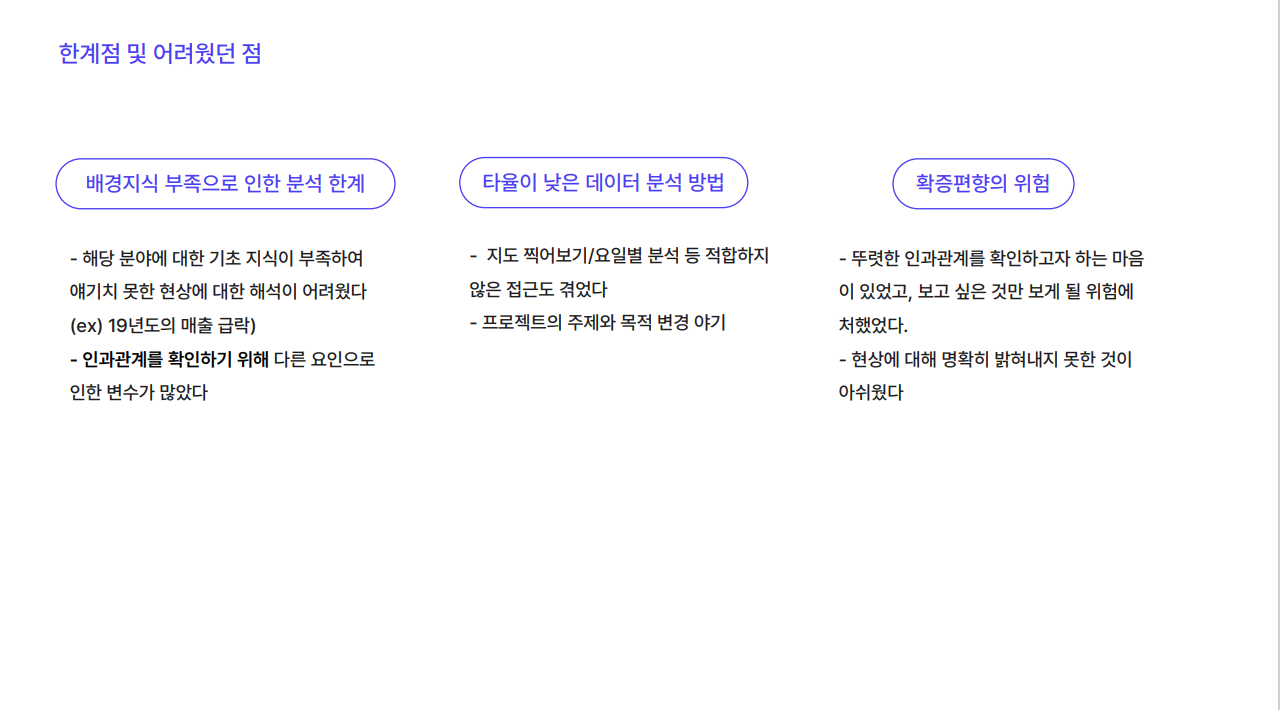 한계점 및 어려웠던 점
배경지식 부족으로 인한 분석 한계
- 해당 분야에 대한 기초 지식이 부족하여
얘기치 못한 현상에 대한 해석이 어려웠다
(ex) 19년도의 매출 급락)
- 인과관계를 확인하기 위해 다른 요인으로
인한 변수가 많았다
타율이 낮은 데이터 분석 방법
- 지도 찍어보기/요일별 분석 등 적합하지
않은 접근도 겪었다
- 프로젝트의 주제와 목적 변경 야기
확증편향의 위험
- 뚜렷한 인과관계를 확인하고자 하는 마음
이 있었고, 보고 싶은 것만 보게 될 위험에
처했었다.
- 현상에 대해 명확히 밝혀내지 못한 것이
아쉬웠다